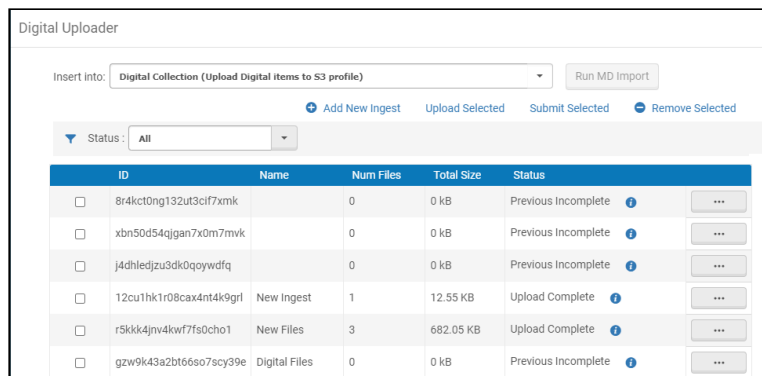 Digital Uploader
Insert into: Digital Collection (Upload Digital items to S3 profile) Run MD Import
Add New Ingest Upload Selected Submit Selected Remove Selected
Status : All
ID Name Num Files Total Size Status
8r4kct0ng132ut3cif7xmk 0 0 kB Previous Incomplete
xbn50d54qjgan7x0m7mvk 0 0 kB Previous Incomplete
j4dhledjzu3dk0qoywdfq 0 0 kB Previous Incomplete
12cu1hk1r08cax4nt4k9grl New Ingest 1 12.55 KB Upload Complete
r5kkk4jnv4kwf7fs0cho1 New Files 3 682.05 KB Upload Complete
gzw9k43a2bt66so7scy39e Digital Files 0 0 kB Previous Incomplete